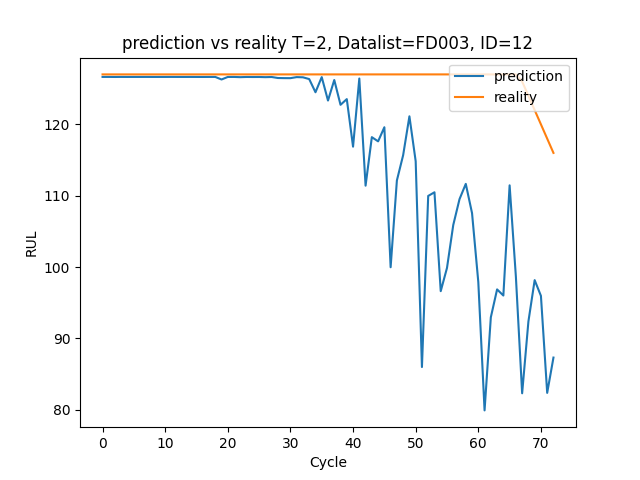 prediction vs reality T=2, Datalist=FD003, ID=12
prediction
reality
RUL
120
110
100
90
80
0 10 20 30 40 50 60 70
Cycle